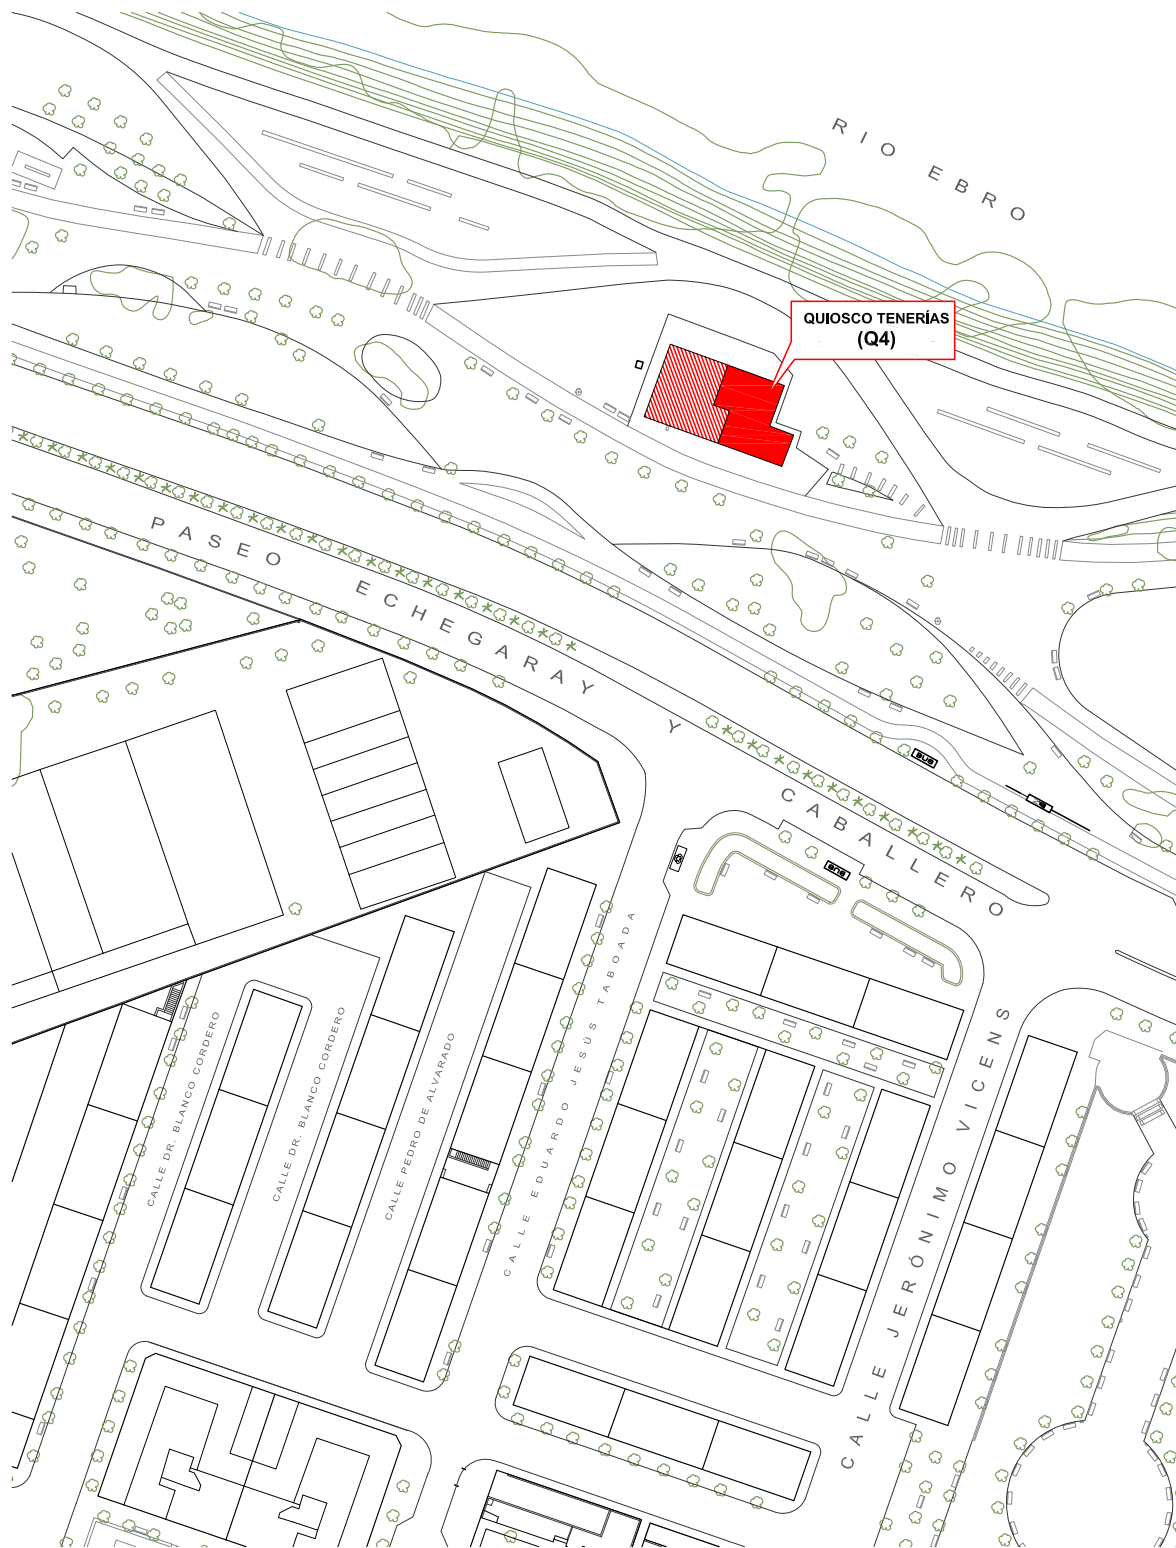 RIO EBRO
QUIOSCO TENERÍAS
(Q4)
PASEO ECHEGARAY Y CABALLERO
BUS
BUS
CALLE DR. BLANCO CORDERO
CALLE DR. BLANCO CORDERO
CALLE PEDRO DE ALVARADO
CALLE EDUARDO JESÚS TABOADA
CALLE JERÓNIMO VICENS